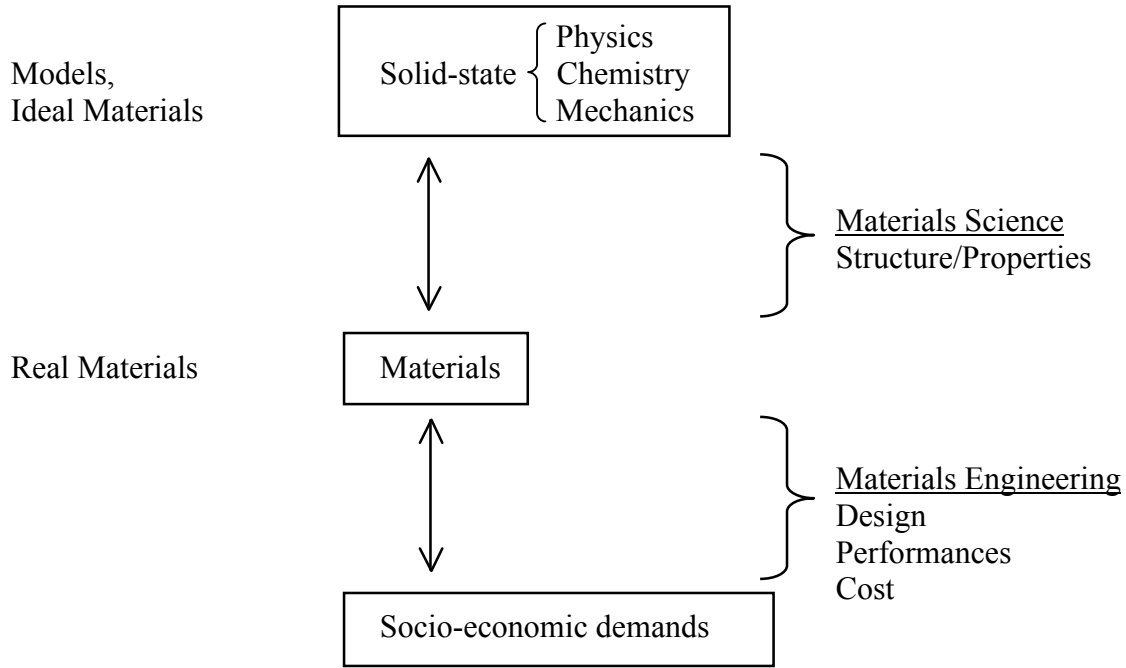 Models,
Ideal Materials
Solid-state
Physics
Chemistry
Mechanics
Materials Science
Structure/Properties
Real Materials
Materials
Materials Engineering
Design
Performances
Cost
Socio-economic demands